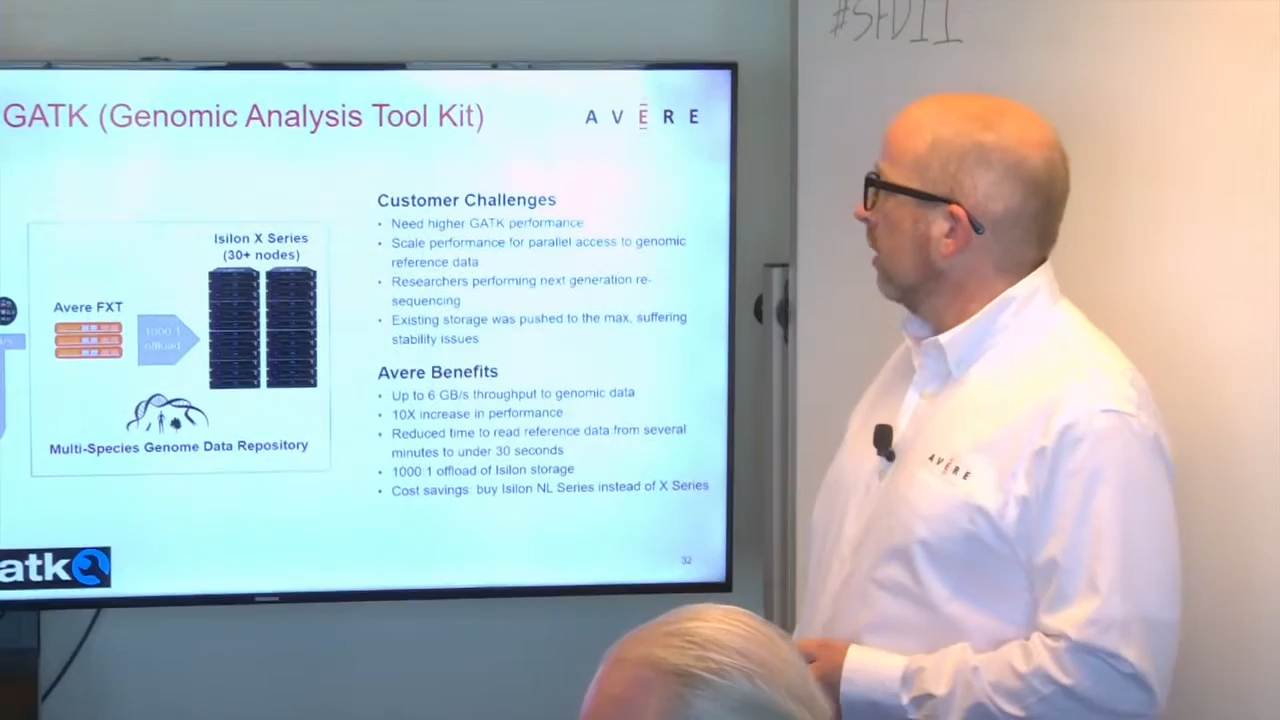 #SFD11
GATK (Genomic Analysis Tool Kit)
AVERE
Isilon X Series
(30+ nodes)
Avere FXT
1000:1
offload
Multi-Species Genome Data Repository
Customer Challenges
• Need higher GATK performance
• Scale performance for parallel access to genomic
reference data
• Researchers performing next generation re-
sequencing
• Existing storage was pushed to the max, suffering
stability issues
Avere Benefits
• Up to 6 GB/s throughput to genomic data
• 10X increase in performance
• Reduced time to read reference data from several
minutes to under 30 seconds
• 1000:1 offload of Isilon storage
• Cost savings: buy Isilon NL Series instead of X Series
atk
32
AVERE